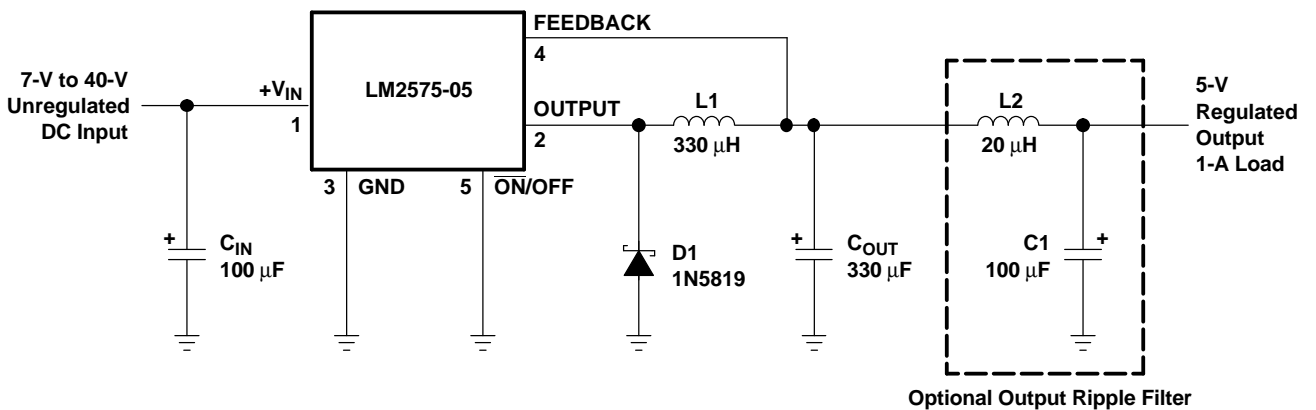 FEEDBACK
4
7-V to 40-V
Unregulated
DC Input
+VIN
1
LM2575-05
OUTPUT
2
L1
330 μH
L2
20 μH
5-V
Regulated
Output
1-A Load
3 GND
5 ON/OFF
+
CIN
100 μF
D1
1N5819
+
COUT
330 μF
C1
100 μF
+
Optional Output Ripple Filter